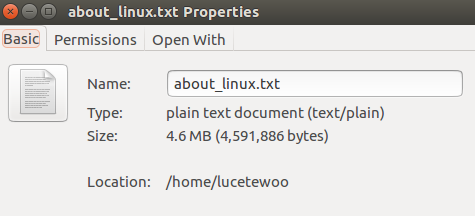 about_linux.txt Properties
Basic Permissions Open With
Name: about_linux.txt
Type: plain text document (text/plain)
Size: 4.6 MB (4,591,886 bytes)
Location: /home/lucetewoo